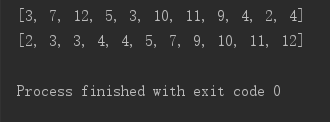 [3, 7, 12, 5, 3, 10, 11, 9, 4, 2, 4]
[2, 3, 3, 4, 4, 5, 7, 9, 10, 11, 12]
Process finished with exit code 0